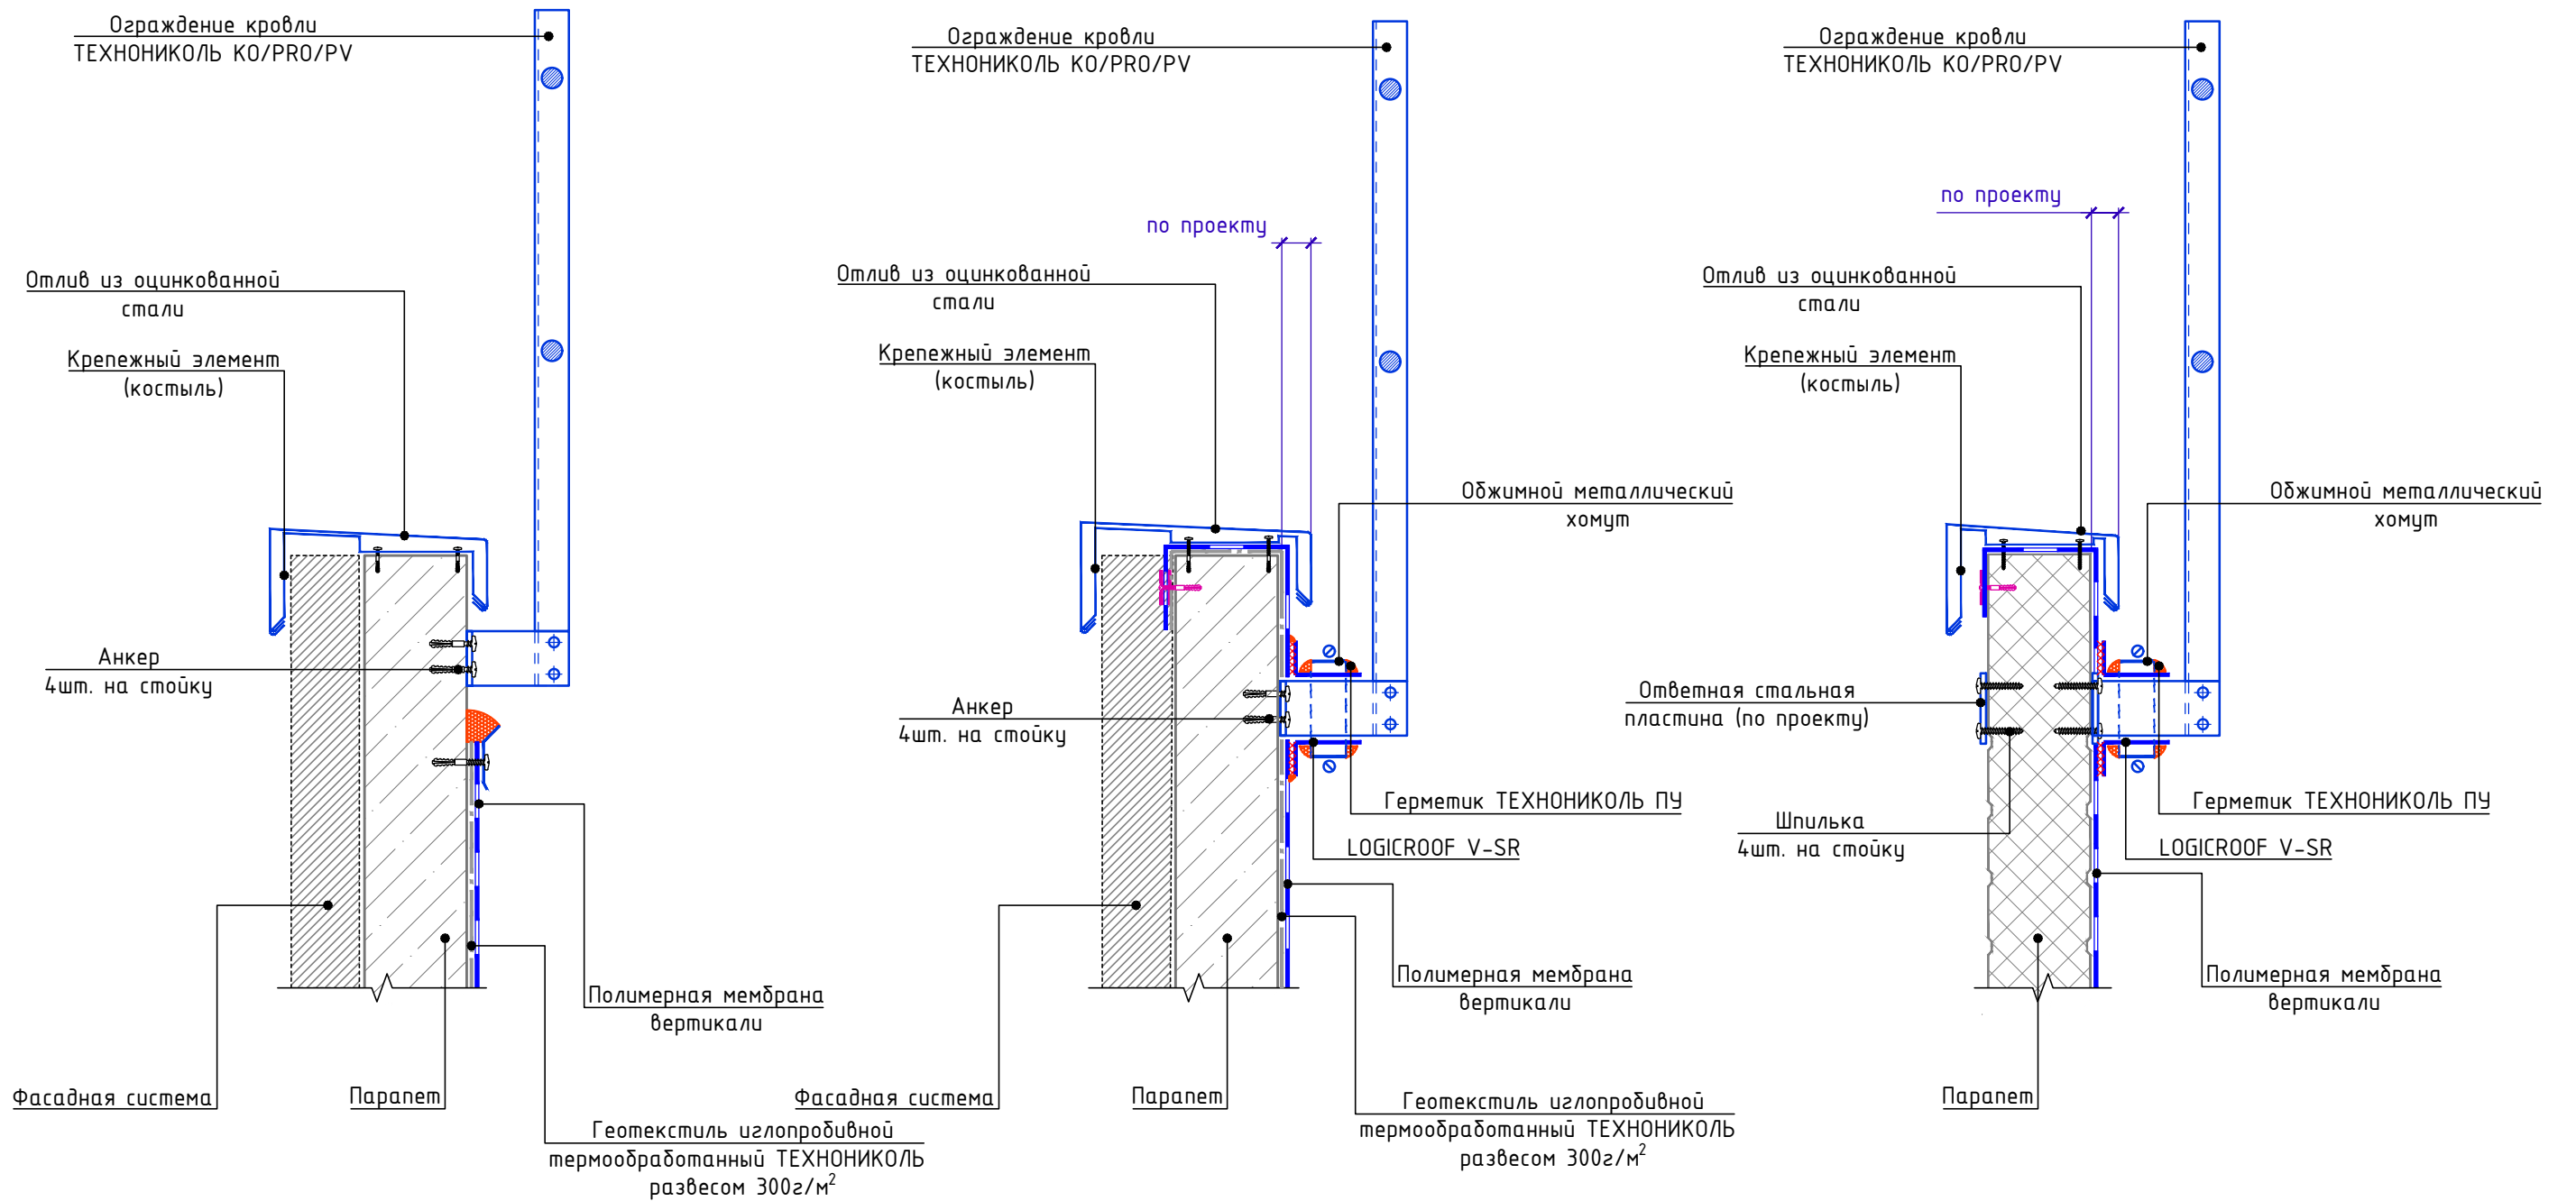 Ограждение кровли
ТЕХНОНИКОЛЬ КО/PRO/PV
Отлив из оцинкованной
стали
Крепежный элемент
(костыль)
Анкер
4шт. на стойку
Фасадная система
Парапет
Полимерная мембрана
вертикали
Геотекстиль иглопробивной
термообработанный ТЕХНОНИКОЛЬ
развесом 300г/м²
Ограждение кровли
ТЕХНОНИКОЛЬ КО/PRO/PV
по проекту
Отлив из оцинкованной
стали
Крепежный элемент
(костыль)
Обжимной металлический
хомут
Анкер
4шт. на стойку
Герметик ТЕХНОНИКОЛЬ ПУ
LOGICROOF V-SR
Полимерная мембрана
вертикали
Фасадная система
Парапет
Геотекстиль иглопробивной
термообработанный ТЕХНОНИКОЛЬ
развесом 300г/м²
Ограждение кровли
ТЕХНОНИКОЛЬ КО/PRO/PV
по проекту
Отлив из оцинкованной
стали
Крепежный элемент
(костыль)
Обжимной металлический
хомут
Ответная стальная
пластина (по проекту)
Герметик ТЕХНОНИКОЛЬ ПУ
Шпилька
4шт. на стойку
LOGICROOF V-SR
Полимерная мембрана
вертикали
Парапет